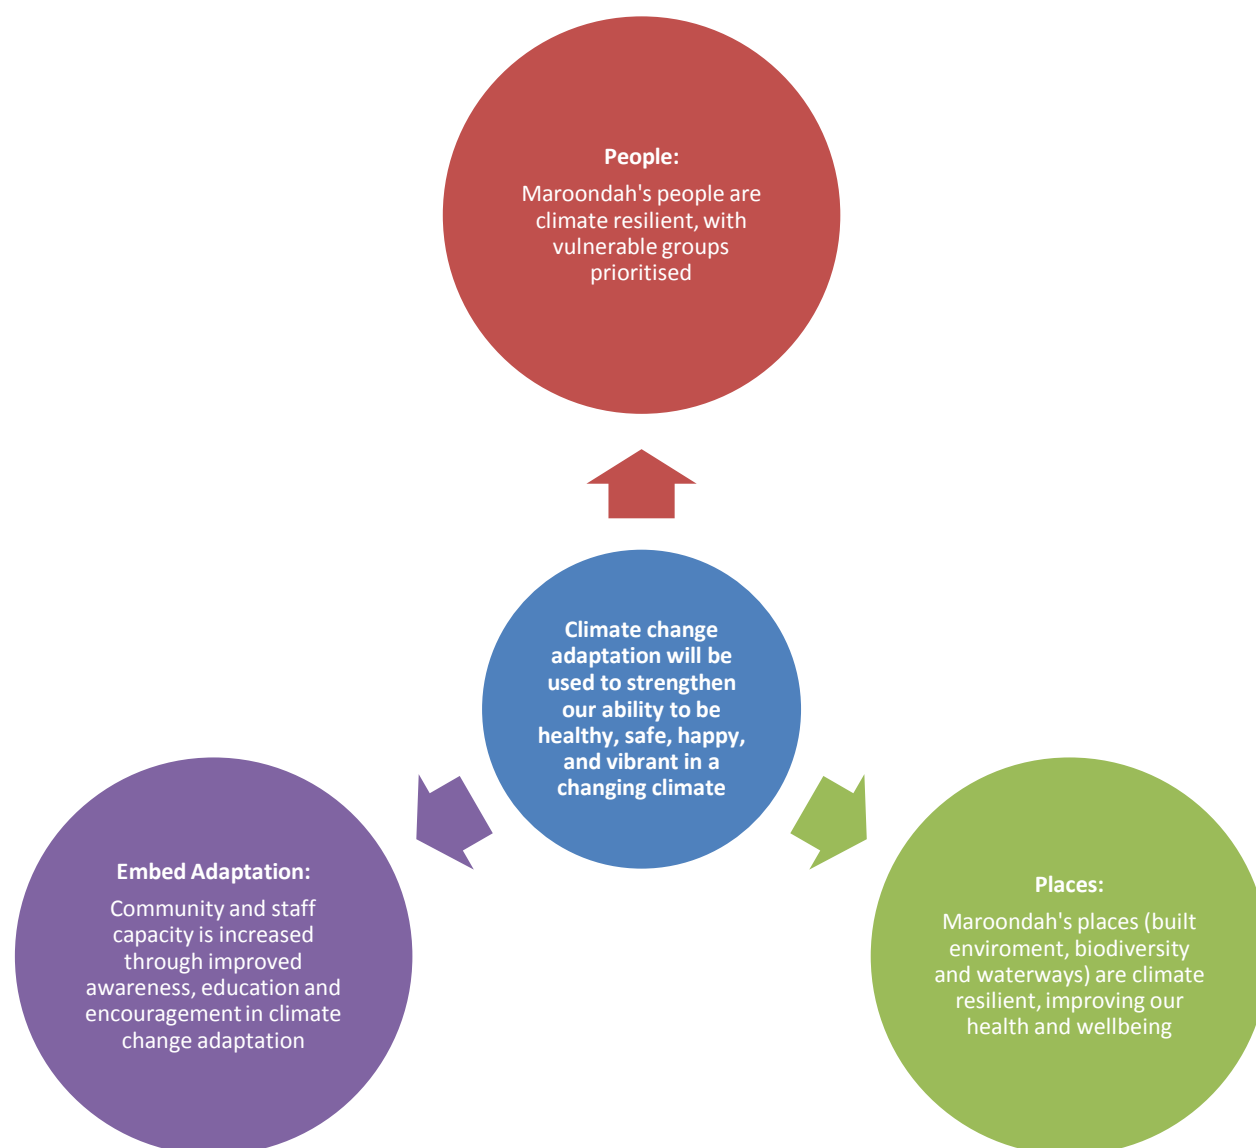 People:
Maroondah's people are
climate resilient, with
vulnerable groups
prioritised
Climate change
adaptation will be
used to strengthen
our ability to be
healthy, safe, happy,
and vibrant in a
changing climate
Embed Adaptation:
Community and staff
capacity is increased
through improved
awareness, education and
encouragement in climate
change adaptation
Places:
Maroondah's places (built
enviroment, biodiversity
and waterways) are climate
resilient, improving our
health and wellbeing